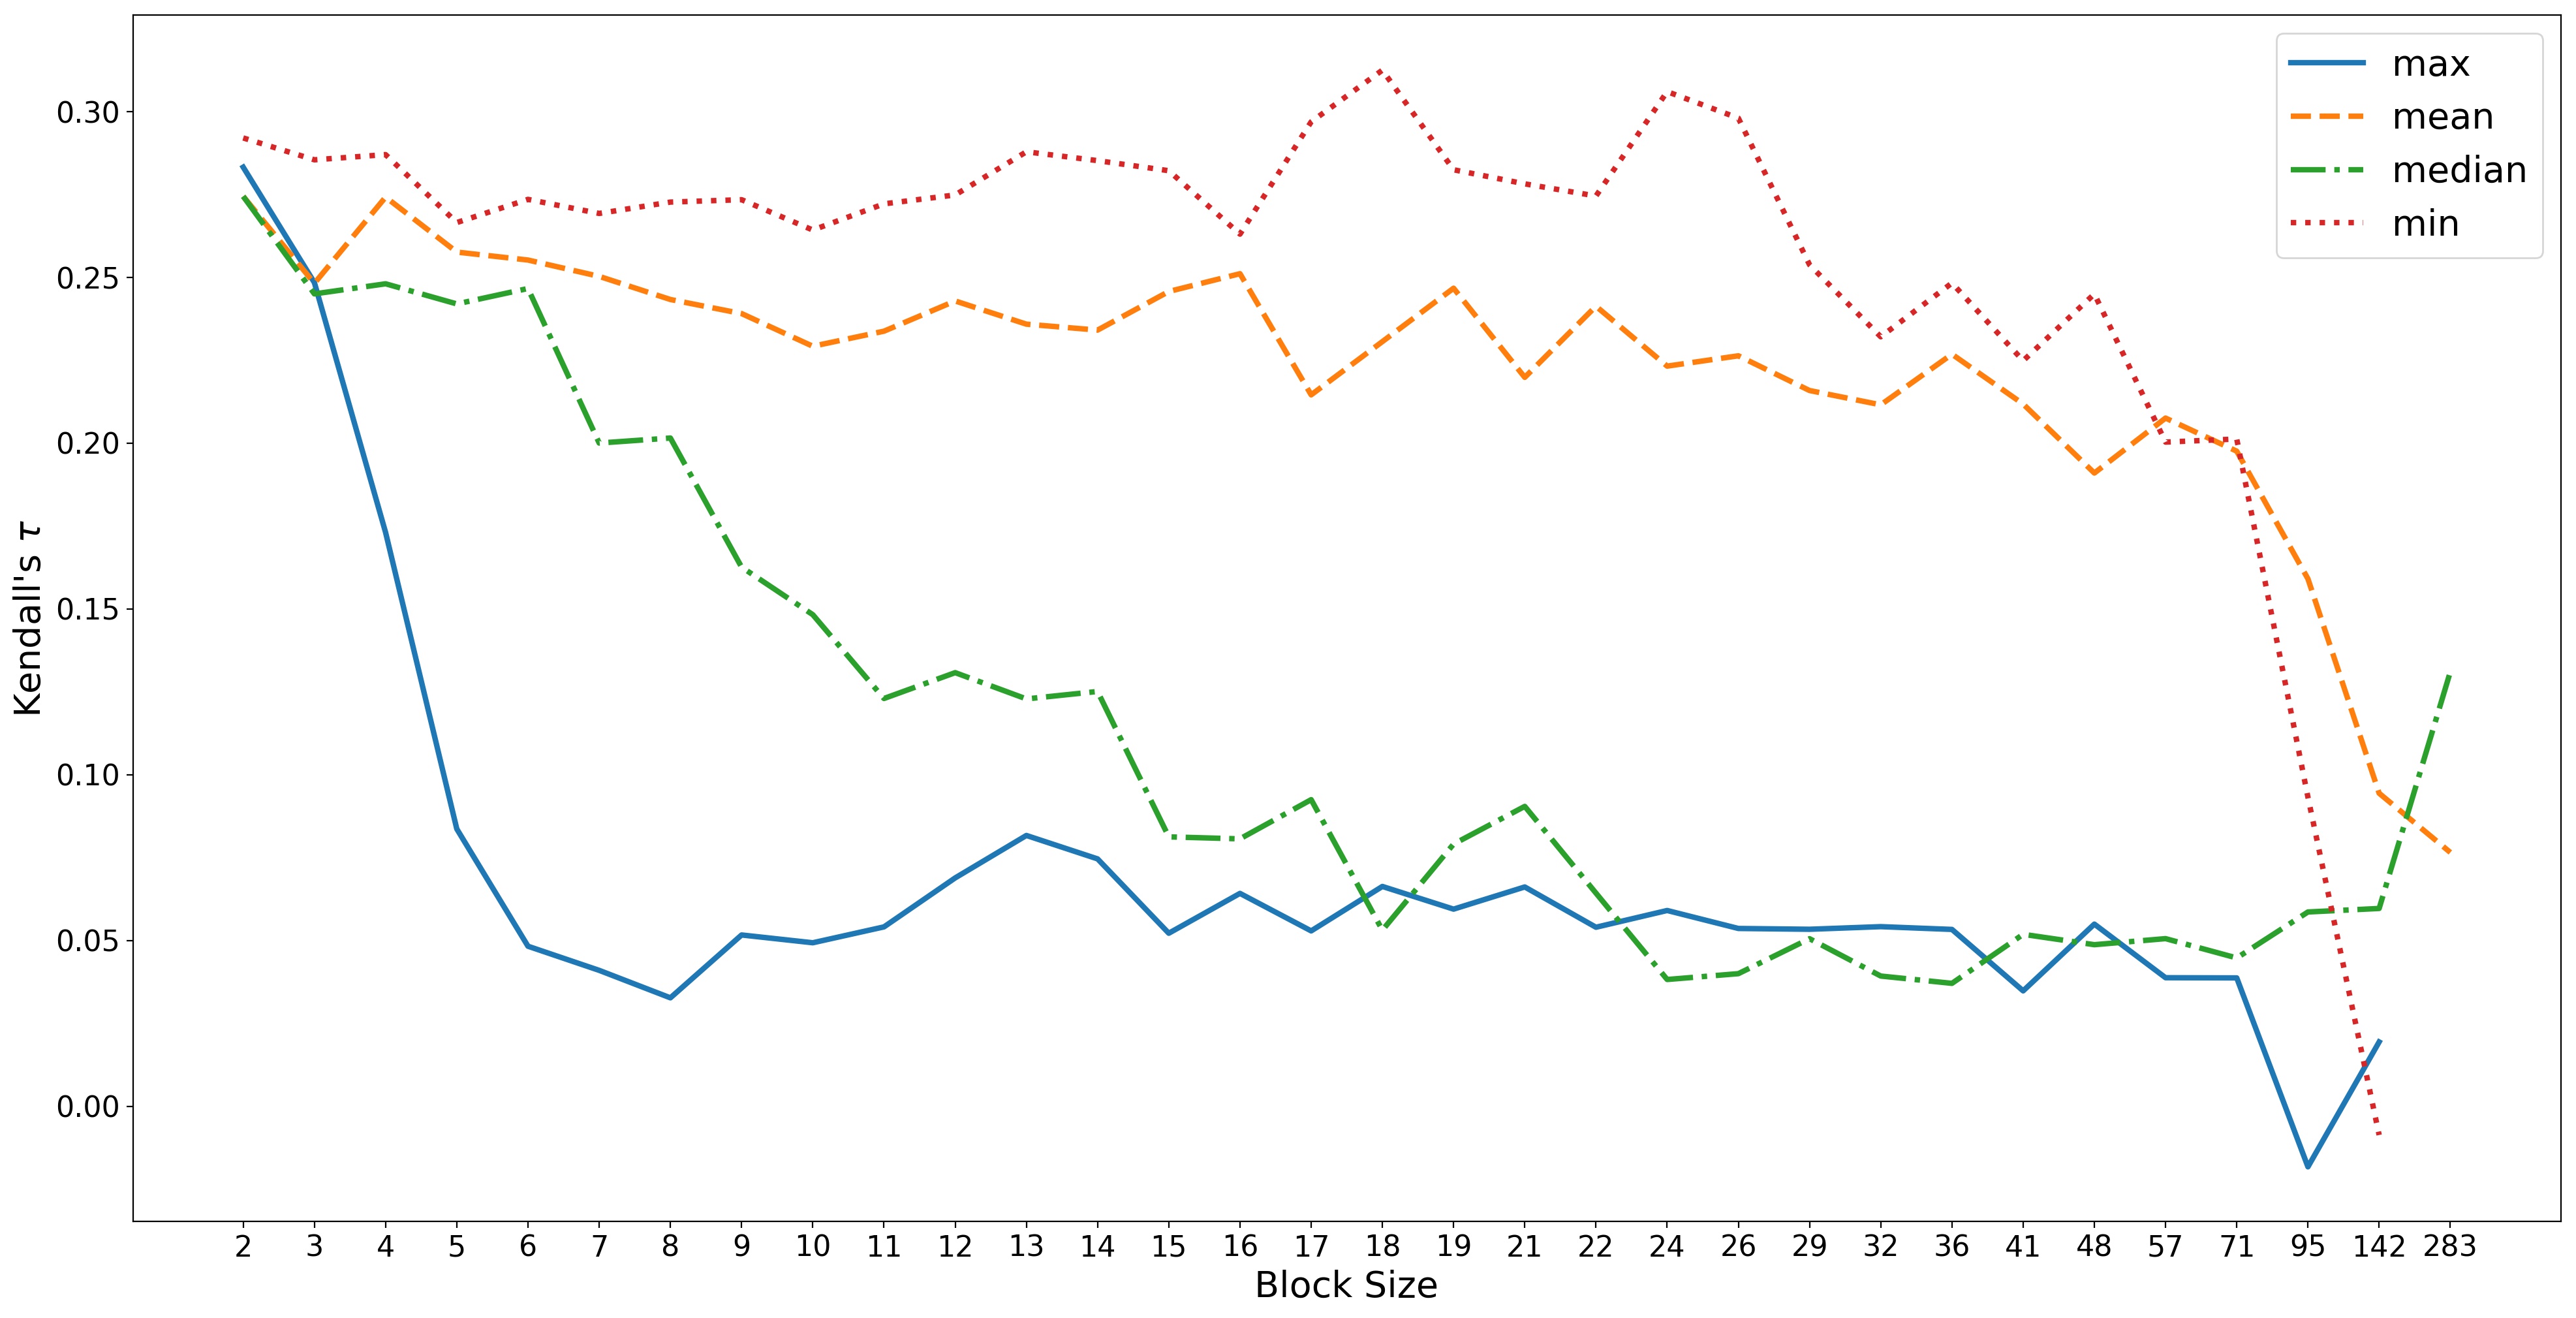 max
mean
median
min
0.30
0.25
0.20
0.15
0.10
0.05
0.00
Kendall's τ
2 3 4 5 6 7 8 9 10 11 12 13 14 15 16 17 18 19 21 22 24 26 29 32 36 41 48 57 71 95 142 283
Block Size